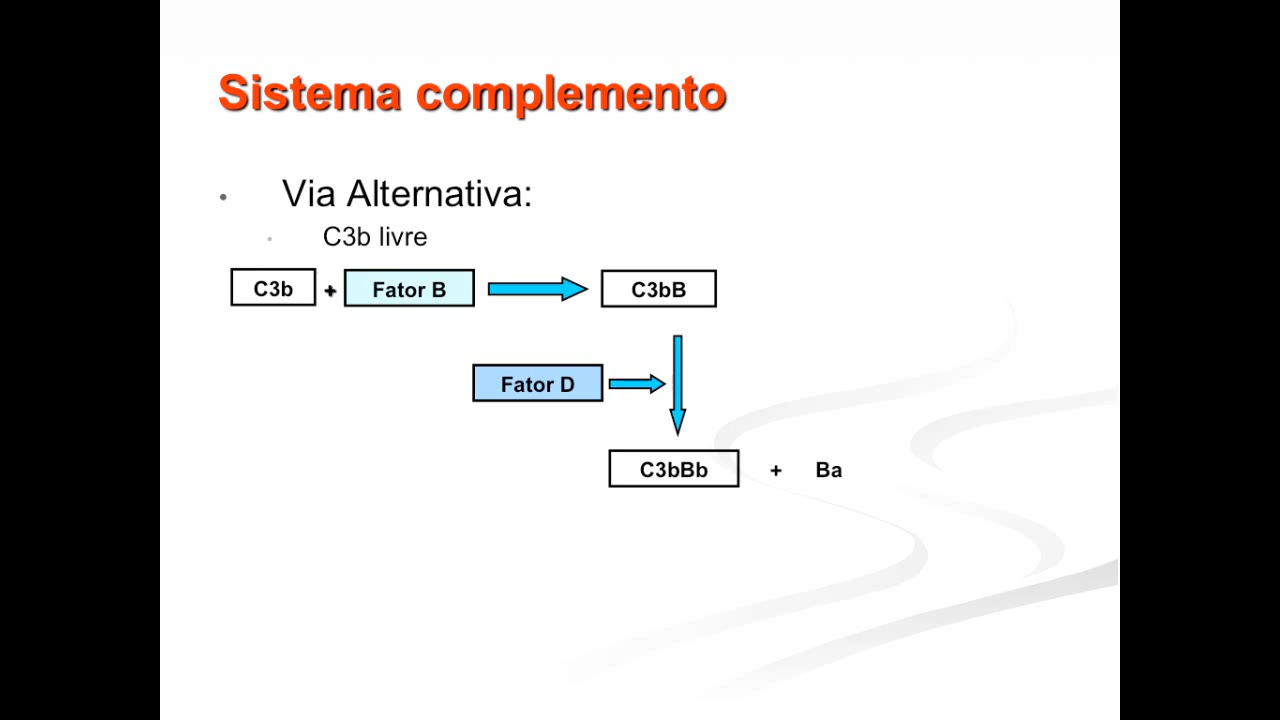 Sistema complemento
• Via Alternativa:
• C3b livre
C3b + Fator B C3bB
Fator D
C3bBb + Ba